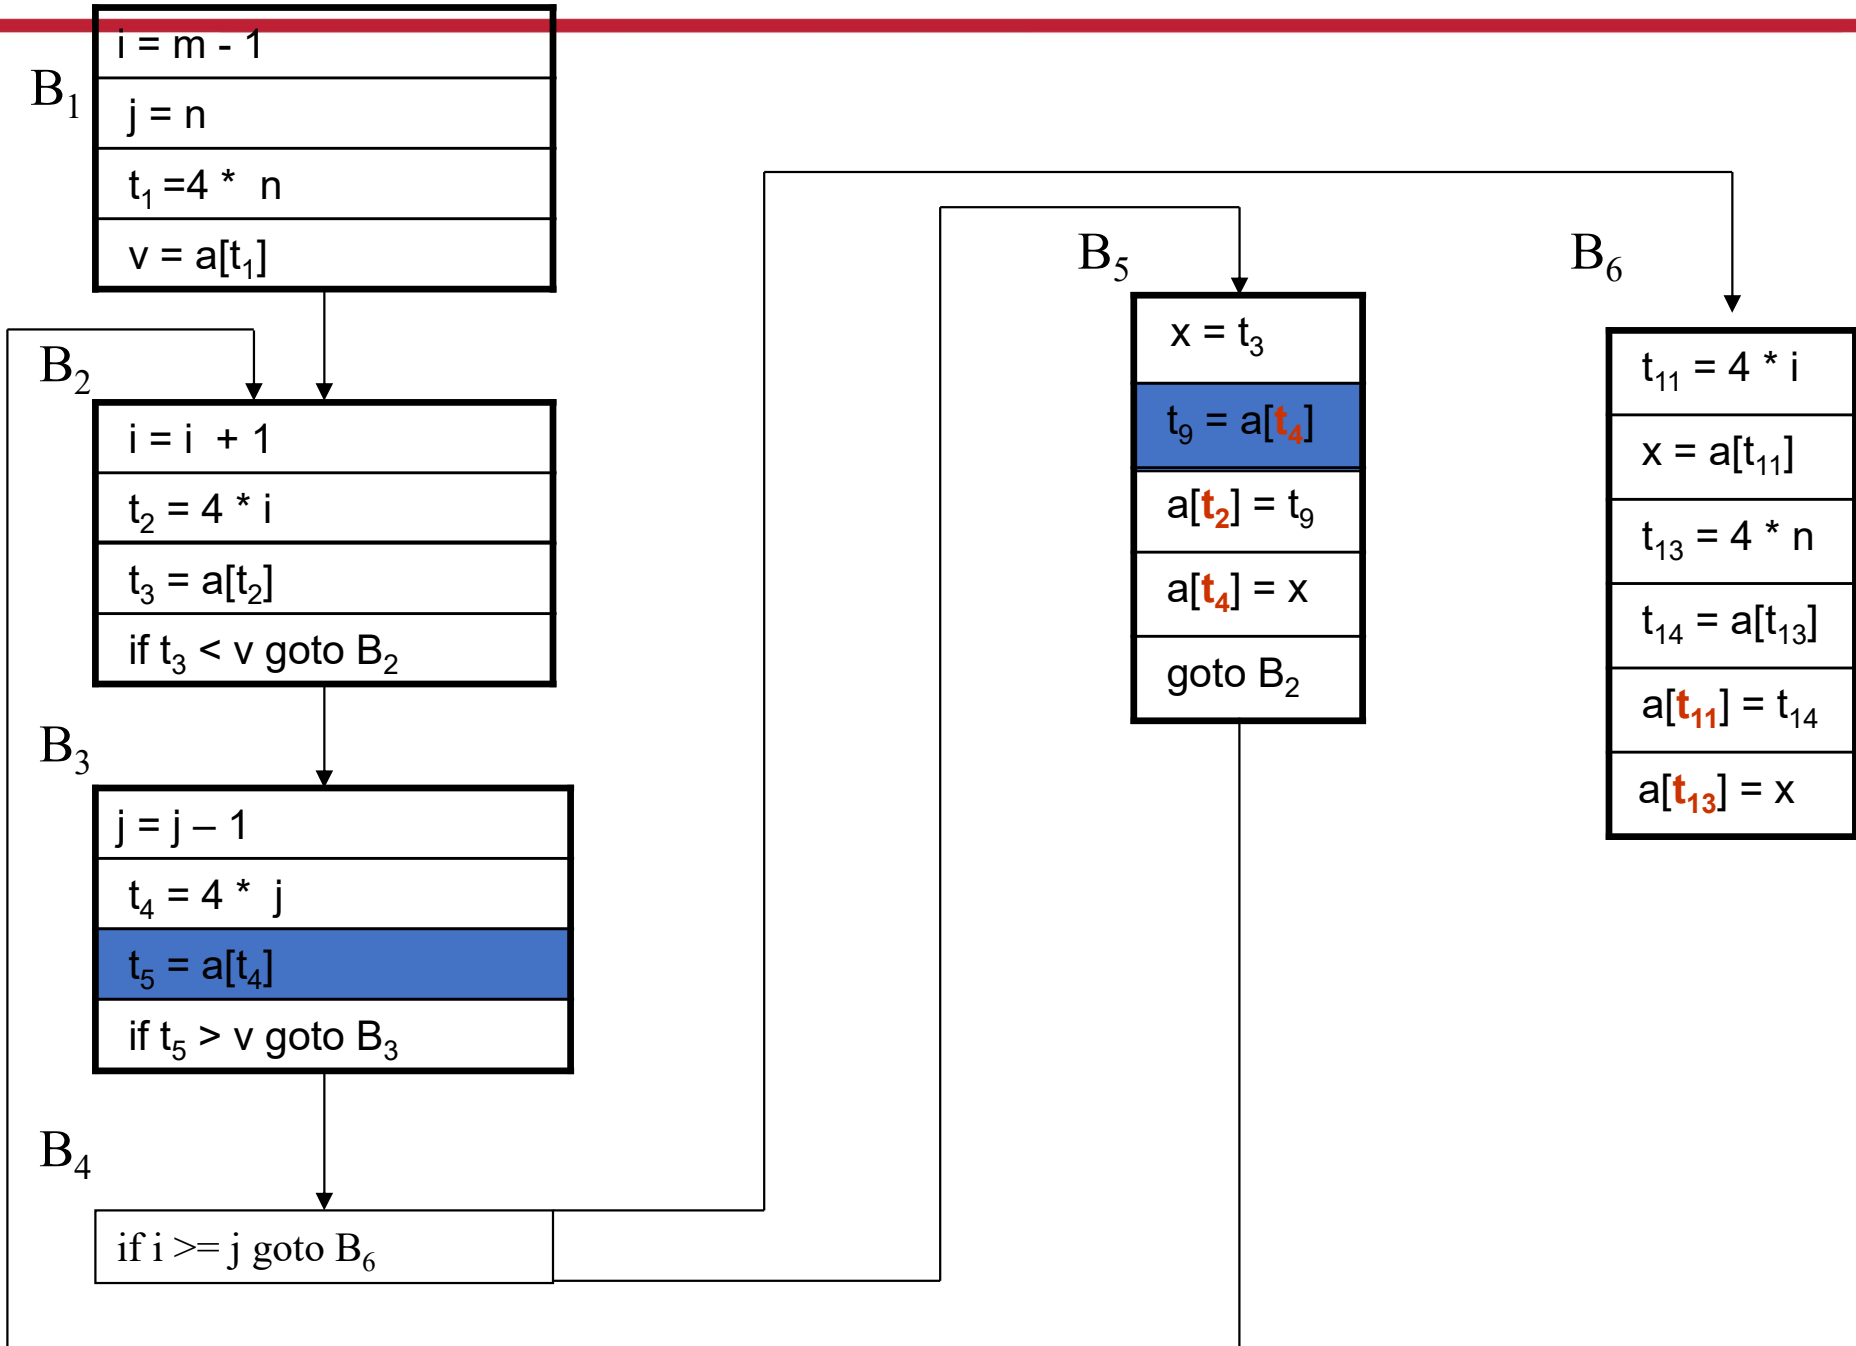 B₁
i = m - 1
j = n
t₁ =4 * n
v = a[t₁]
B₂
i = i + 1
t₂ = 4 * i
t₃ = a[t₂]
if t₃ < v goto B₂
B₃
j = j – 1
t₄ = 4 * j
t₅ = a[t₄]
if t₅ > v goto B₃
B₄
if i >= j goto B₆
B₅
x = t₃
t₉ = a[t₄]
a[t₂] = t₉
a[t₄] = x
goto B₂
B₆
t₁₁ = 4 * i
x = a[t₁₁]
t₁₃ = 4 * n
t₁₄ = a[t₁₃]
a[t₁₁] = t₁₄
a[t₁₃] = x